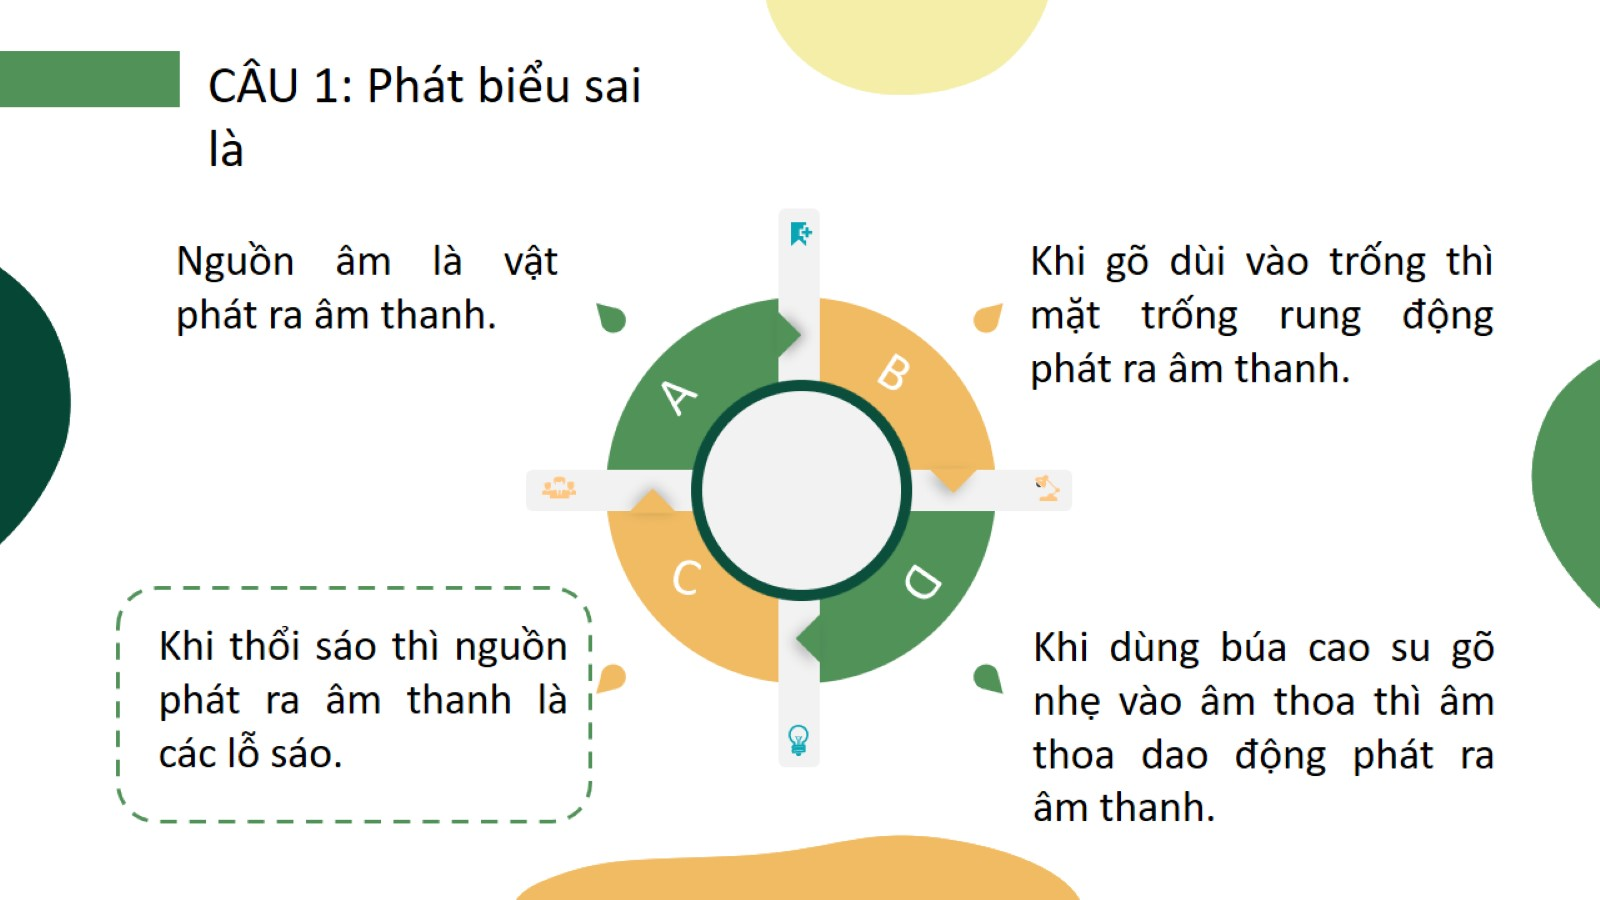 CÂU 1: Phát biểu sai
là
Nguồn âm là vật
phát ra âm thanh.
Khi gõ dùi vào trống thì
mặt trống rung động
phát ra âm thanh.
A
B
C
D
Khi thổi sáo thì nguồn
phát ra âm thanh là
các lỗ sáo.
Khi dùng búa cao su gõ
nhẹ vào âm thoa thì âm
thoa dao động phát ra
âm thanh.